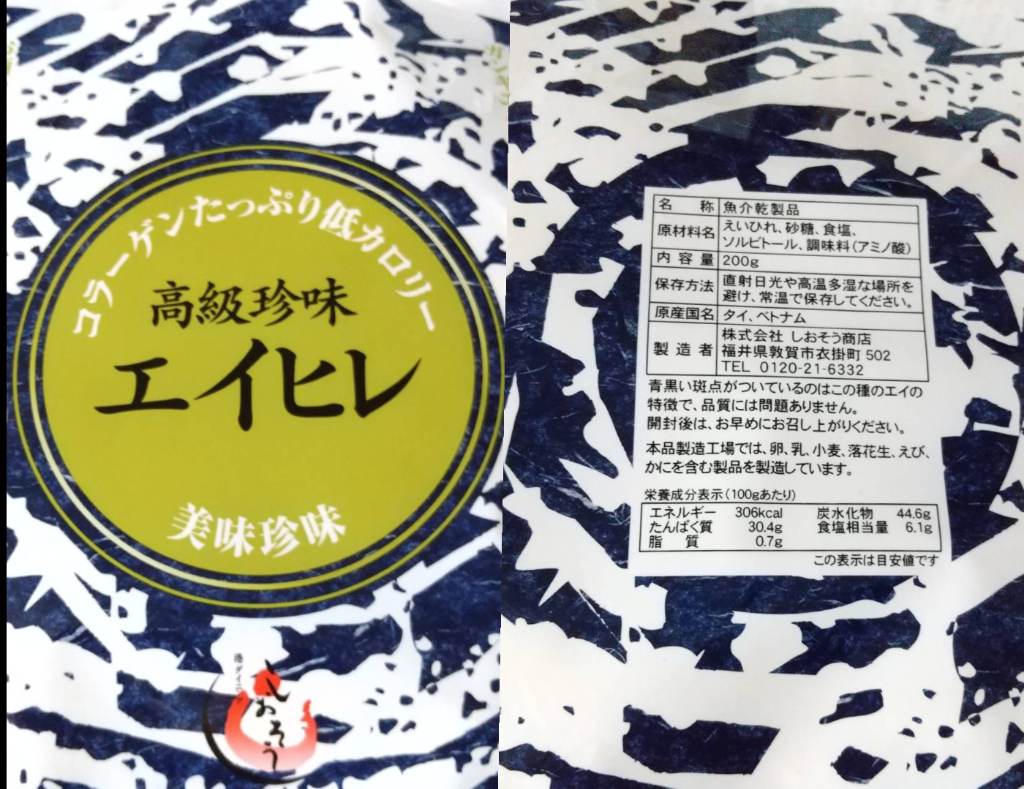 コラーゲンたっぷり低カロリー
高級珍味
エイヒレ
美味珍味
しおそう
名 称 魚介乾製品
原材料名 えいひれ、砂糖、食塩、
ソルビトール、調味料(アミノ酸)
内容量 200g
保存方法 直射日光や高温多湿な場所を
避け、常温で保存してください。
原産国名 タイ、ベトナム
製造者 株式会社 しおそう商店
福井県敦賀市衣掛町 502
TEL 0120-21-6332
青黒い斑点がついているのはこの種のエイの
特徴で、品質には問題ありません。
開封後は、お早めにお召し上がりください。
本品製造工場では、卵、乳、小麦、落花生、えび、
かにを含む製品を製造しています。
栄養成分表示(100gあたり)
エネルギー 306kcal 炭水化物 44.6g
たんぱく質 30.4g 食塩相当量 6.1g
脂 質 0.7g
この表示は目安値です